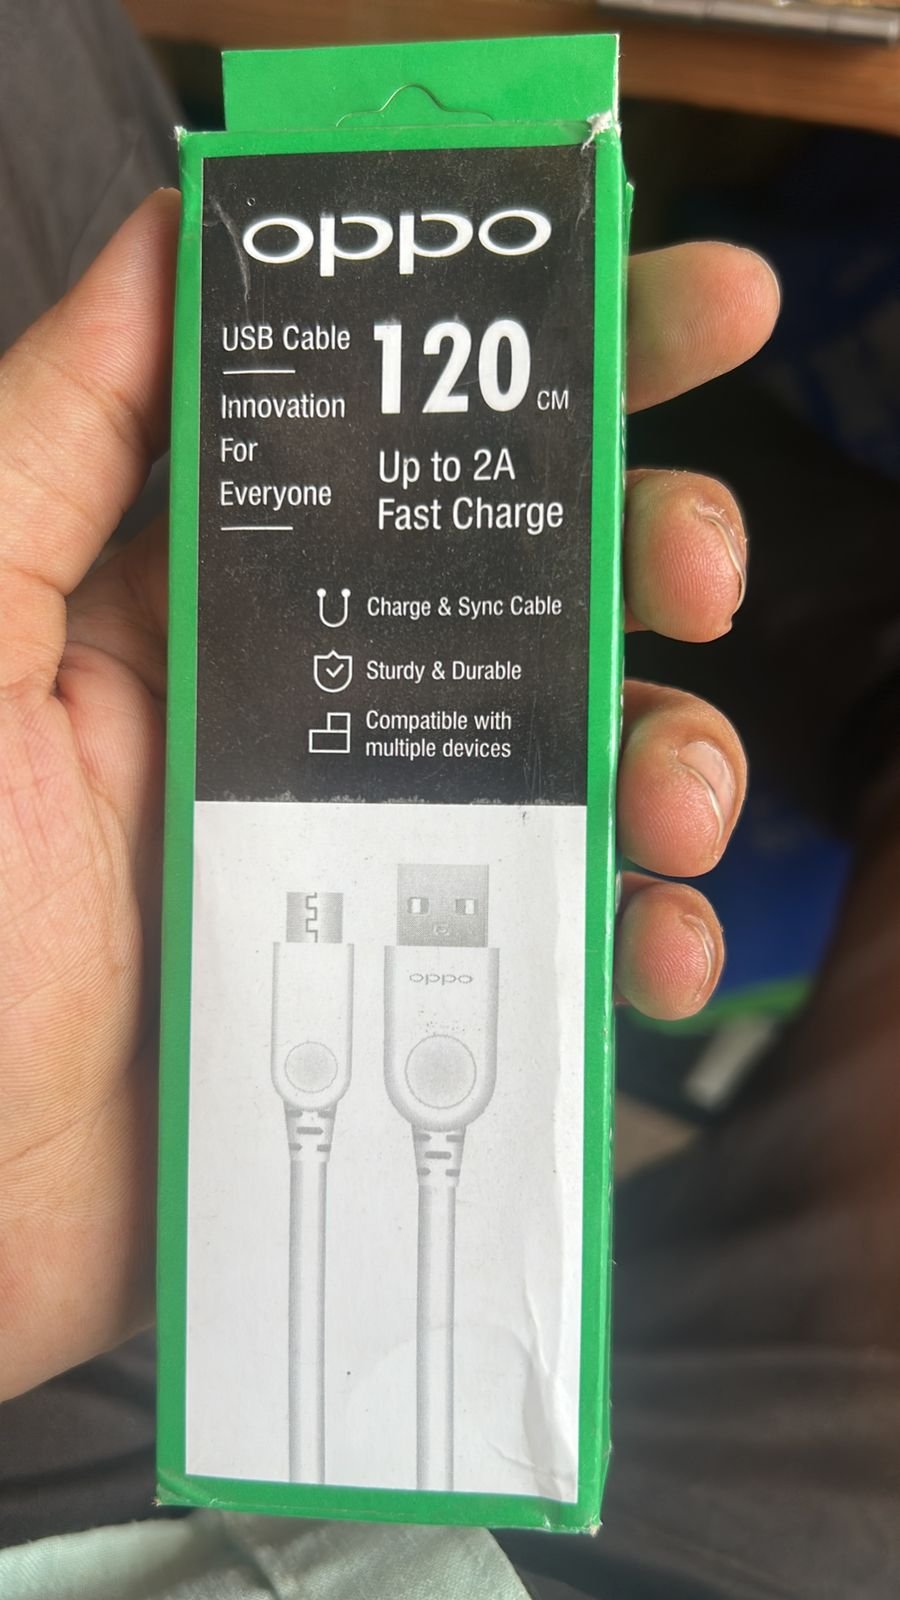 oppo
USB Cable
Innovation
For
Everyone
120 CM
Up to 2A
Fast Charge
Charge & Sync Cable
Sturdy & Durable
Compatible with
multiple devices
oppo